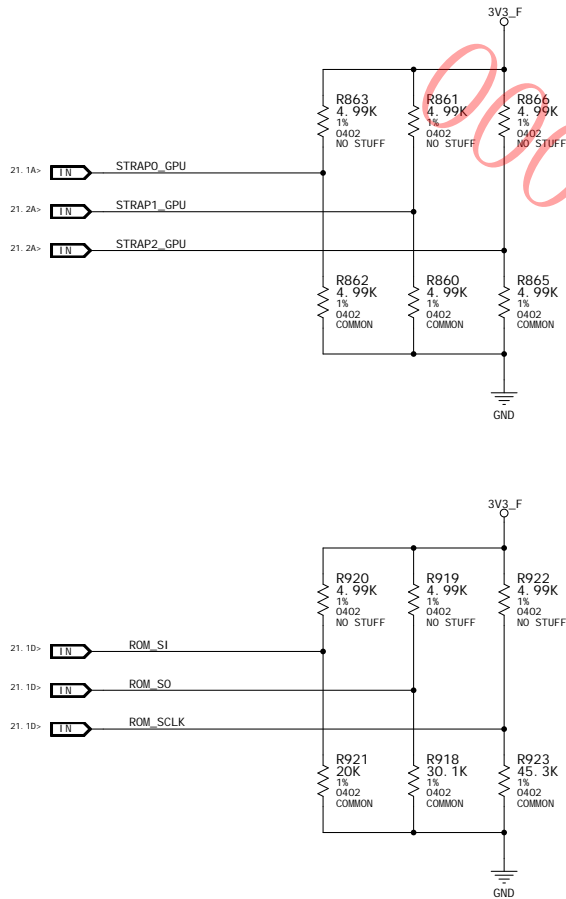 3V3_F
R863
4.99K
1%
0402
NO STUFF
R861
4.99K
1%
0402
NO STUFF
R866
4.99K
1%
0402
NO STUFF
000
21.1A> IN STRAP0_GPU
21.2A> IN STRAP1_GPU
21.2A> IN STRAP2_GPU
R862
4.99K
1%
0402
COMMON
R860
4.99K
1%
0402
COMMON
R865
4.99K
1%
0402
COMMON
GND
3V3_F
R920
4.99K
1%
0402
NO STUFF
R919
4.99K
1%
0402
NO STUFF
R922
4.99K
1%
0402
NO STUFF
21.1D> IN ROM_SI
21.1D> IN ROM_SO
21.1D> IN ROM_SCLK
R921
20K
1%
0402
COMMON
R918
30.1K
1%
0402
COMMON
R923
45.3K
1%
0402
COMMON
GND